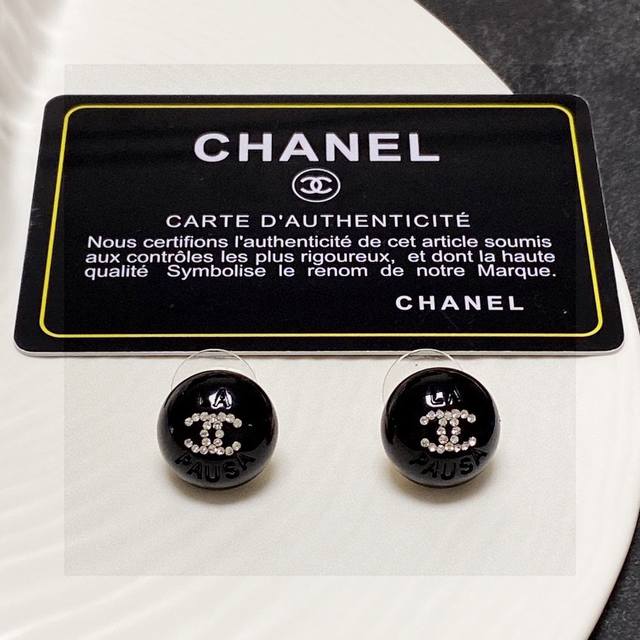 CHANEL
CARTE D'AUTHENTICITÉ
Nous certifions l'authenticité de cet article soumis
aux contrôles les plus rigoureux, et dont la haute
qualité Symbolise le renom de notre Marque.
CHANEL
LA
PAUSA
LA
PAUSA